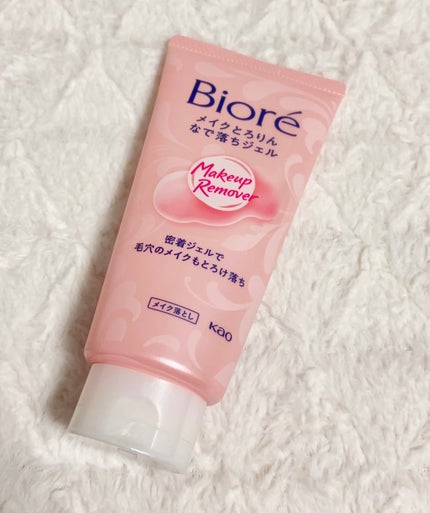 Bioré
メイクとろりん
なで落ちジェル
Makeup
Remover
密着ジェルで
毛穴のメイクもとろけ落ち
メイク落とし
Kao